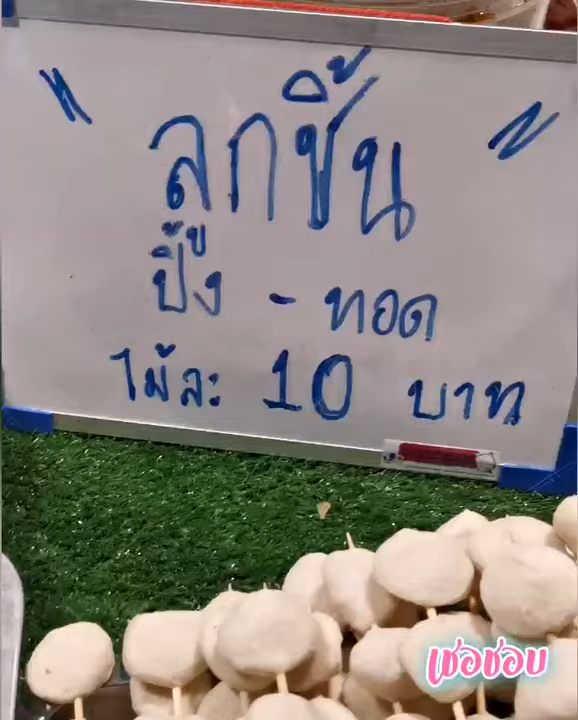 " ลูกชิ้น "
ปิ้ง - ทอด
ไม้ละ 10 บาท
เชอชอบ